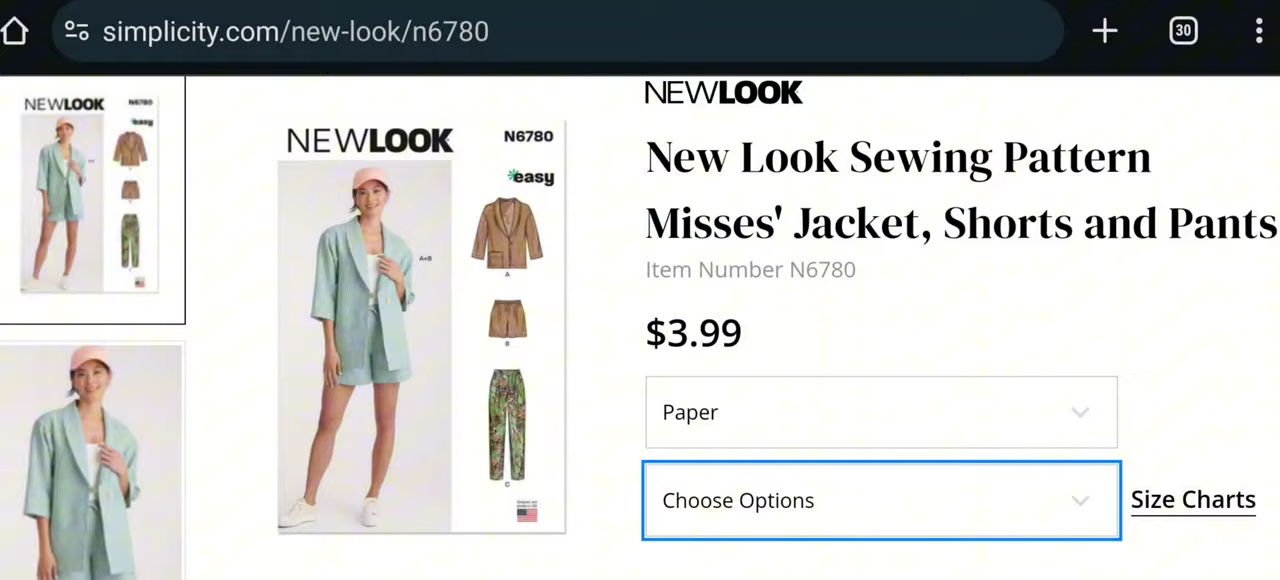 simplicity.com/new-look/n6780
30
NEWLOOK
N6780
easy
A+B
A
B
C
NEWLOOK
N6780
easy
A+B
A
B
C
NEWLOOK
New Look Sewing Pattern
Misses' Jacket, Shorts and Pants
Item Number N6780
$3.99
Paper
Choose Options
Size Charts